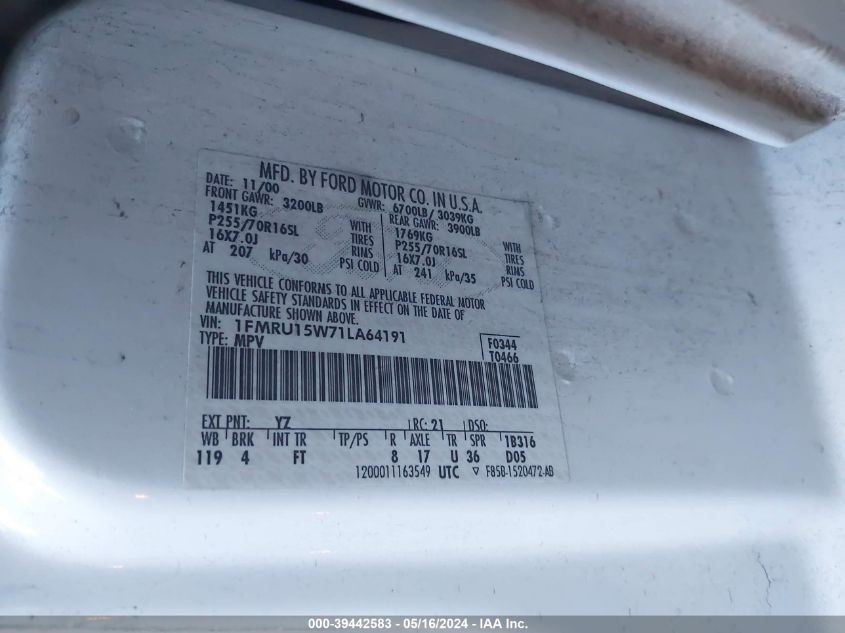 MFD. BY FORD MOTOR CO. IN U.S.A.
DATE: 11/00 GVWR: 6700LB/ 3039KG
FRONT GAWR: 3200LB REAR GAWR: 3900LB
1451KG WITH 1769KG WITH
P255/70R16SL TIRES P255/70R16SL TIRES
16X7.0J RIMS 16X7.0J RIMS
AT 207 kPa/30 PSI COLD AT 241 kPa/35 PSI COLD
THIS VEHICLE CONFORMS TO ALL APPLICABLE FEDERAL MOTOR
VEHICLE SAFETY STANDARDS IN EFFECT ON THE DATE OF
MANUFACTURE SHOWN ABOVE.
VIN: 1FMRU15W71LA64191 F0344
TYPE: MPV T0466
EXT PNT: YZ RC: 21 DSO:
WB BRK INT TR TP/PS R AXLE TR SPR 1B316
119 4 FT 8 17 U 36 D05
1200011163549 UTC ▽ F85B-1520472-AB
000-39442583 - 05/16/2024 - IAA Inc.